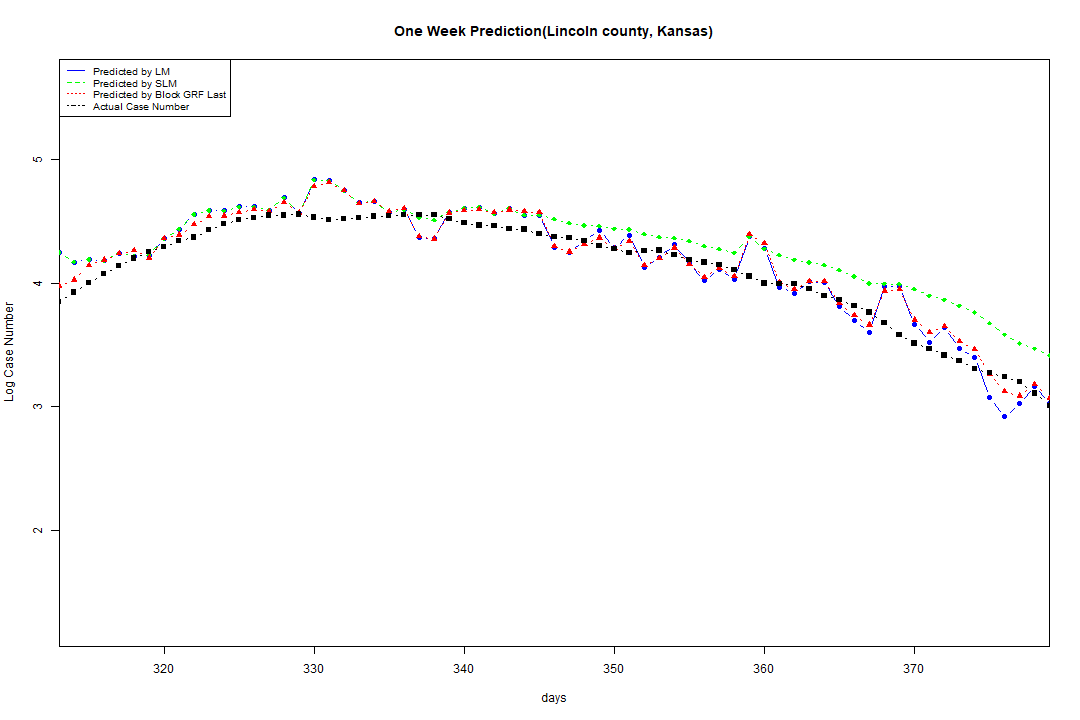 One Week Prediction(Lincoln county, Kansas)
Predicted by LM
Predicted by SLM
Predicted by Block GRF Last
Actual Case Number
5
4
3
2
Log Case Number
320 330 340 350 360 370
days